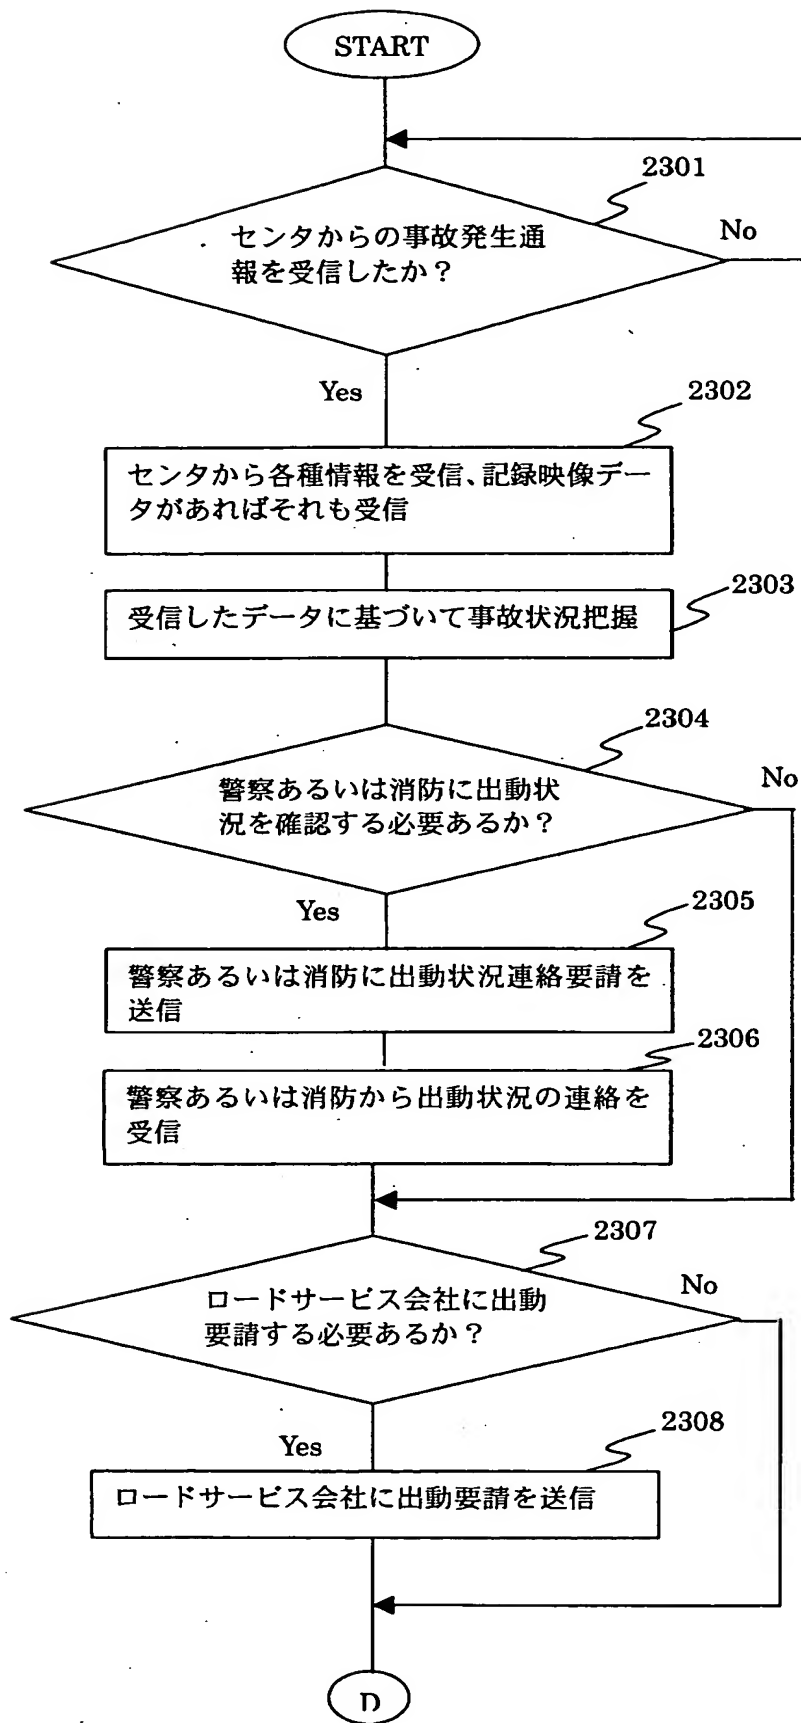 START
2301
センタからの事故発生通
報を受信したか？
No
Yes
2302
センタから各種情報を受信、記録映像デー
タがあればそれも受信
2303
受信したデータに基づいて事故状況把握
2304
警察あるいは消防に出動状
況を確認する必要あるか？
No
Yes
2305
警察あるいは消防に出動状況連絡要請を
送信
2306
警察あるいは消防から出動状況の連絡を
受信
2307
ロードサービス会社に出動
要請する必要あるか？
No
Yes
2308
ロードサービス会社に出動要請を送信
D